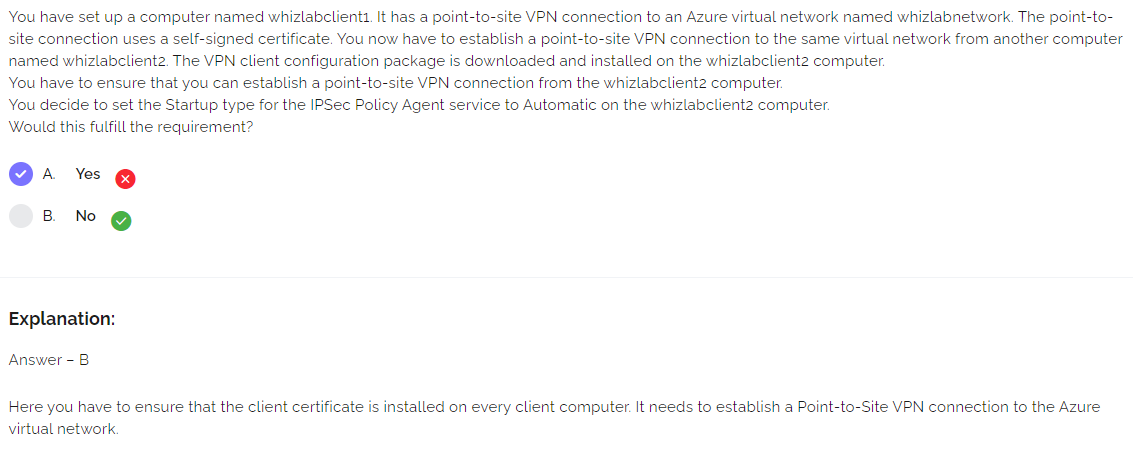 You have set up a computer named whizlabclient1. It has a point-to-site VPN connection to an Azure virtual network named whizlabnetwork. The point-to-
site connection uses a self-signed certificate. You now have to establish a point-to-site VPN connection to the same virtual network from another computer
named whizlabclient2. The VPN client configuration package is downloaded and installed on the whizlabclient2 computer.
You have to ensure that you can establish a point-to-site VPN connection from the whizlabclient2 computer.
You decide to set the Startup type for the IPSec Policy Agent service to Automatic on the whizlabclient2 computer.
Would this fulfill the requirement?
A. Yes
B. No
Explanation:
Answer – B
Here you have to ensure that the client certificate is installed on every client computer. It needs to establish a Point-to-Site VPN connection to the Azure
virtual network.